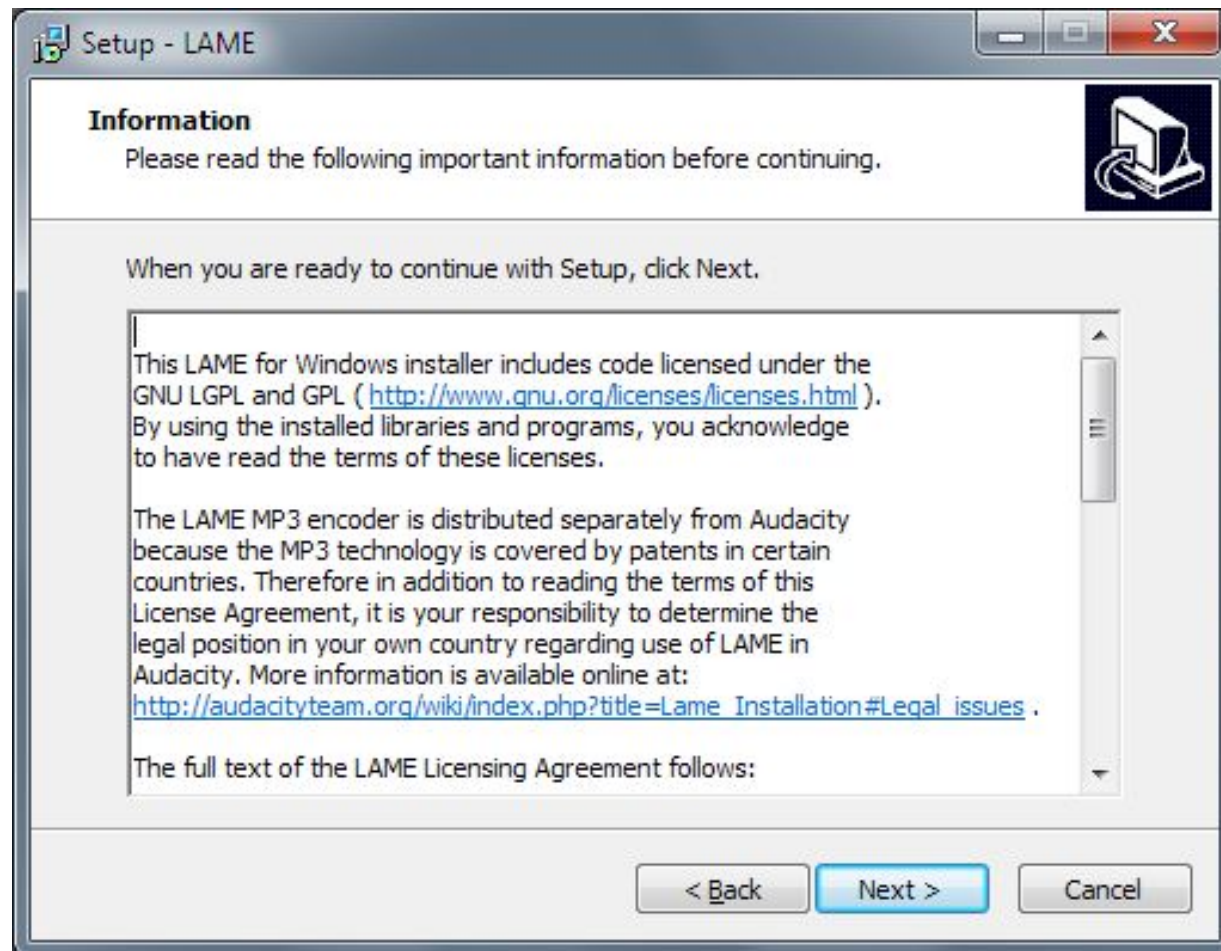 Setup - LAME
Information
Please read the following important information before continuing.
When you are ready to continue with Setup, click Next.
This LAME for Windows installer includes code licensed under the
GNU LGPL and GPL ( http://www.gnu.org/licenses/licenses.html ).
By using the installed libraries and programs, you acknowledge
to have read the terms of these licenses.
The LAME MP3 encoder is distributed separately from Audacity
because the MP3 technology is covered by patents in certain
countries. Therefore in addition to reading the terms of this
License Agreement, it is your responsibility to determine the
legal position in your own country regarding use of LAME in
Audacity. More information is available online at:
http://audacityteam.org/wiki/index.php?title=Lame_Installation#Legal_issues .
The full text of the LAME Licensing Agreement follows:
< Back
Next >
Cancel